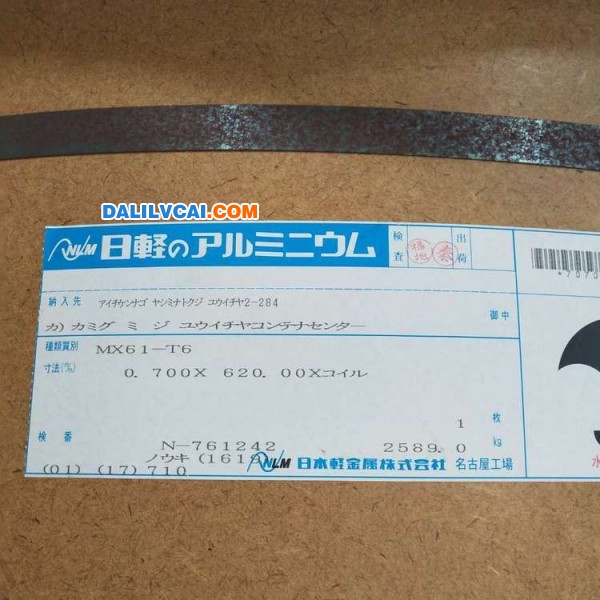 DALILVCAI.COM
NLM 日軽のアルミニウム 検査 出荷
*7070
納入先 アイチケンナゴ ヤシミナトクジ ユウイチヤ2-284
カ)カミグ ミ ジ ユウイチヤコンテナセンター 御中
種類質別 MX61-T6
寸法(%) 0.700X 620.00Xコイル
1 枚
検番 N-761242 2589.0 kg
ノウキ(1619
(01) (17)710 NLM 日本軽金属株式会社 名古屋工場
水